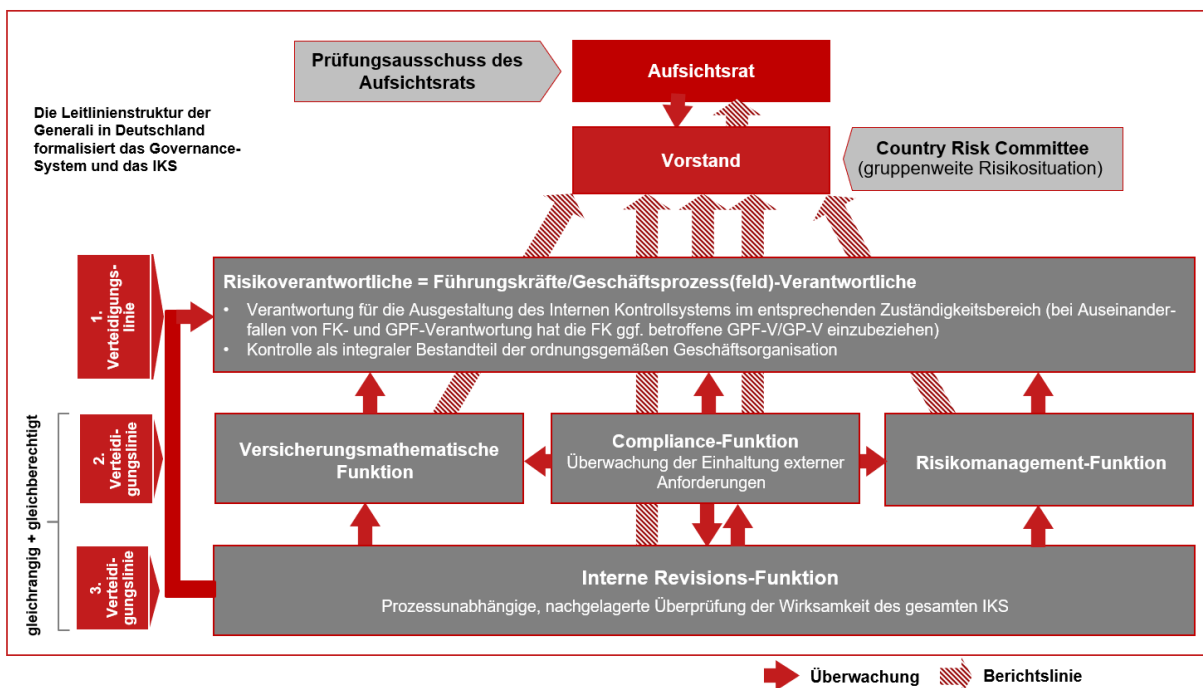 Prüfungsausschuss des
Aufsichtsrats
Aufsichtsrat
Die Leitlinienstruktur der
Generali in Deutschland
formalisiert das Governance-
System und das IKS
Vorstand
Country Risk Committee
(gruppenweite Risikosituation)
1.
Verteidigungs-
linie
Risikoverantwortliche = Führungskräfte/Geschäftsprozess(feld)-Verantwortliche
• Verantwortung für die Ausgestaltung des Internen Kontrollsystems im entsprechenden Zuständigkeitsbereich (bei Auseinander-
fallen von FK- und GPF-Verantwortung hat die FK ggf. betroffene GPF-V/GP-V einzubeziehen)
• Kontrolle als integraler Bestandteil der ordnungsgemäßen Geschäftsorganisation
gleichrangig + gleichberechtigt
2.
Verteidi-
gungslinie
Versicherungsmathematische
Funktion
Compliance-Funktion
Überwachung der Einhaltung externer
Anforderungen
Risikomanagement-Funktion
3.
Verteidi-
gungslinie
Interne Revisions-Funktion
Prozessunabhängige, nachgelagerte Überprüfung der Wirksamkeit des gesamten IKS
Überwachung
Berichtslinie